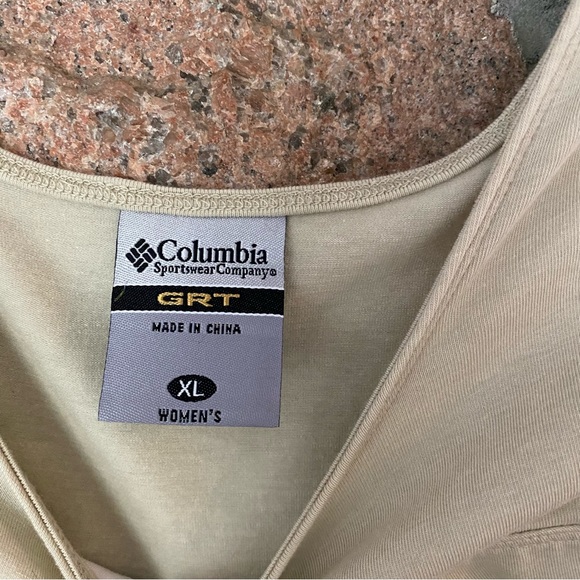 Columbia
Sportswear Company®
GRT
MADE IN CHINA
XL
WOMEN'S